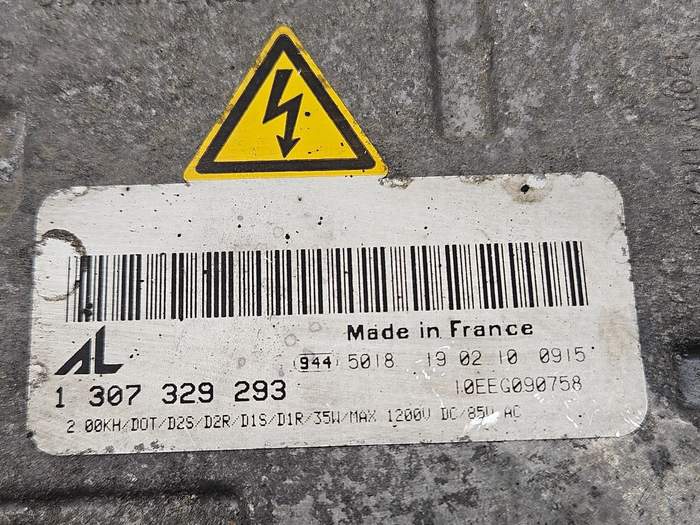 Made in France
AL
944 5018 19 02 10 0915
1 307 329 293
10EEG090758
2.00KH/DOT/D2S/D2R/D1S/D1R/35W/MAX 1200V DC/85V AC